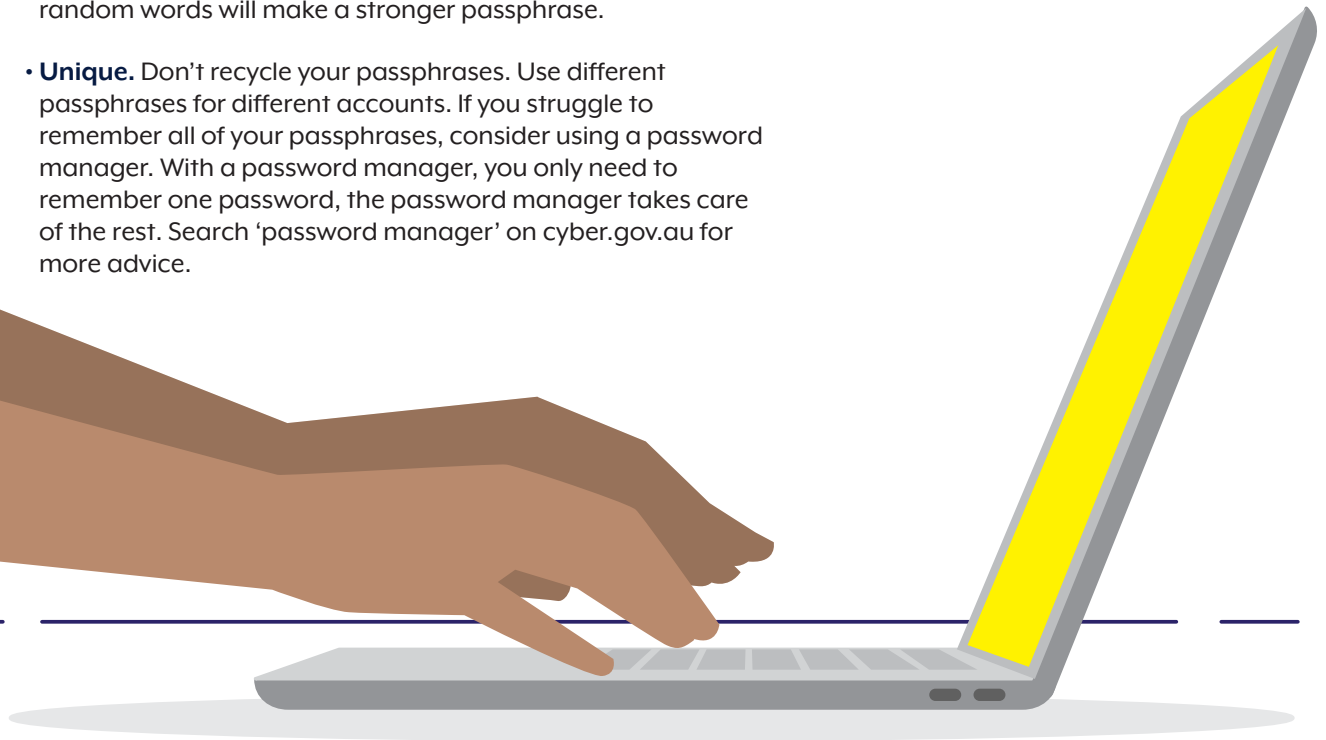 random words will make a stronger passphrase.
• Unique. Don’t recycle your passphrases. Use different
passphrases for different accounts. If you struggle to
remember all of your passphrases, consider using a password
manager. With a password manager, you only need to
remember one password, the password manager takes care
of the rest. Search ‘password manager’ on cyber.gov.au for
more advice.